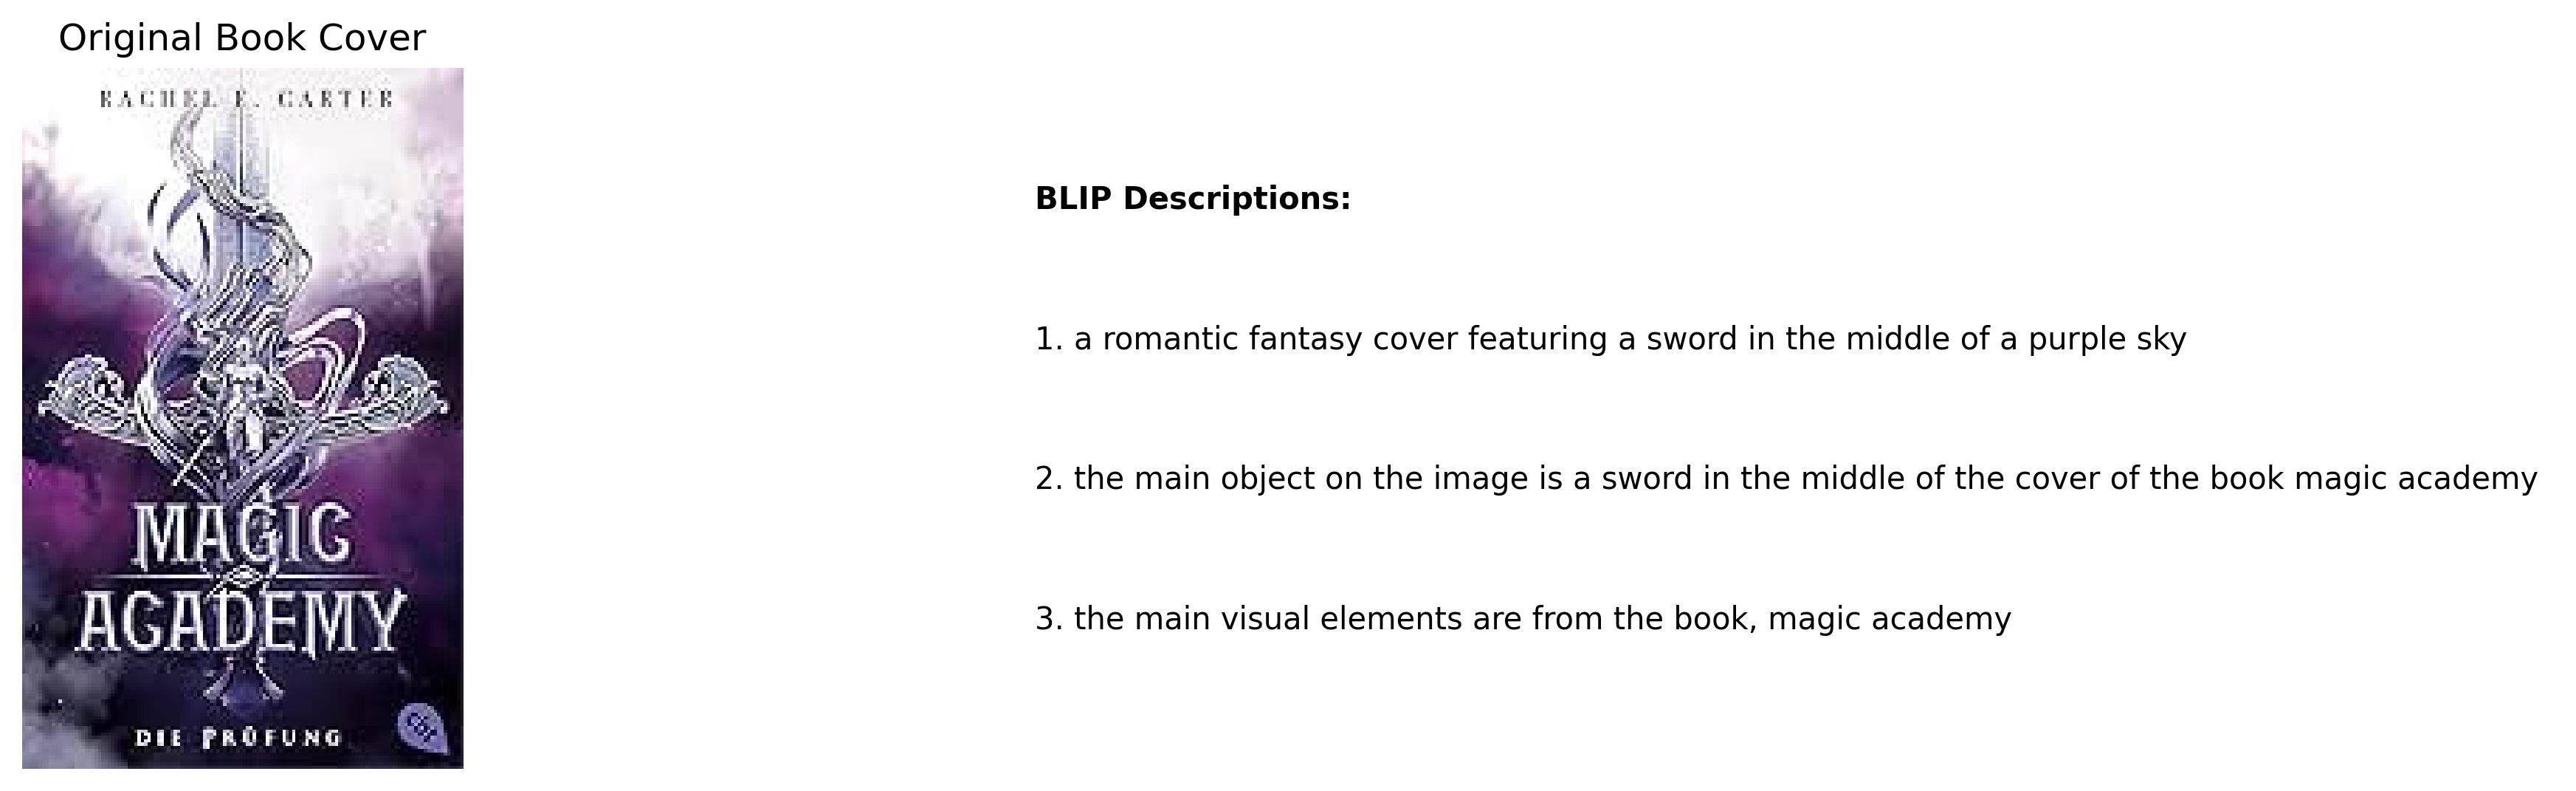 Original Book Cover
RACHEL E. CARTER
MAGIC
ACADEMY
DIE PRÜFUNG
cbj
BLIP Descriptions:
1. a romantic fantasy cover featuring a sword in the middle of a purple sky
2. the main object on the image is a sword in the middle of the cover of the book magic academy
3. the main visual elements are from the book, magic academy